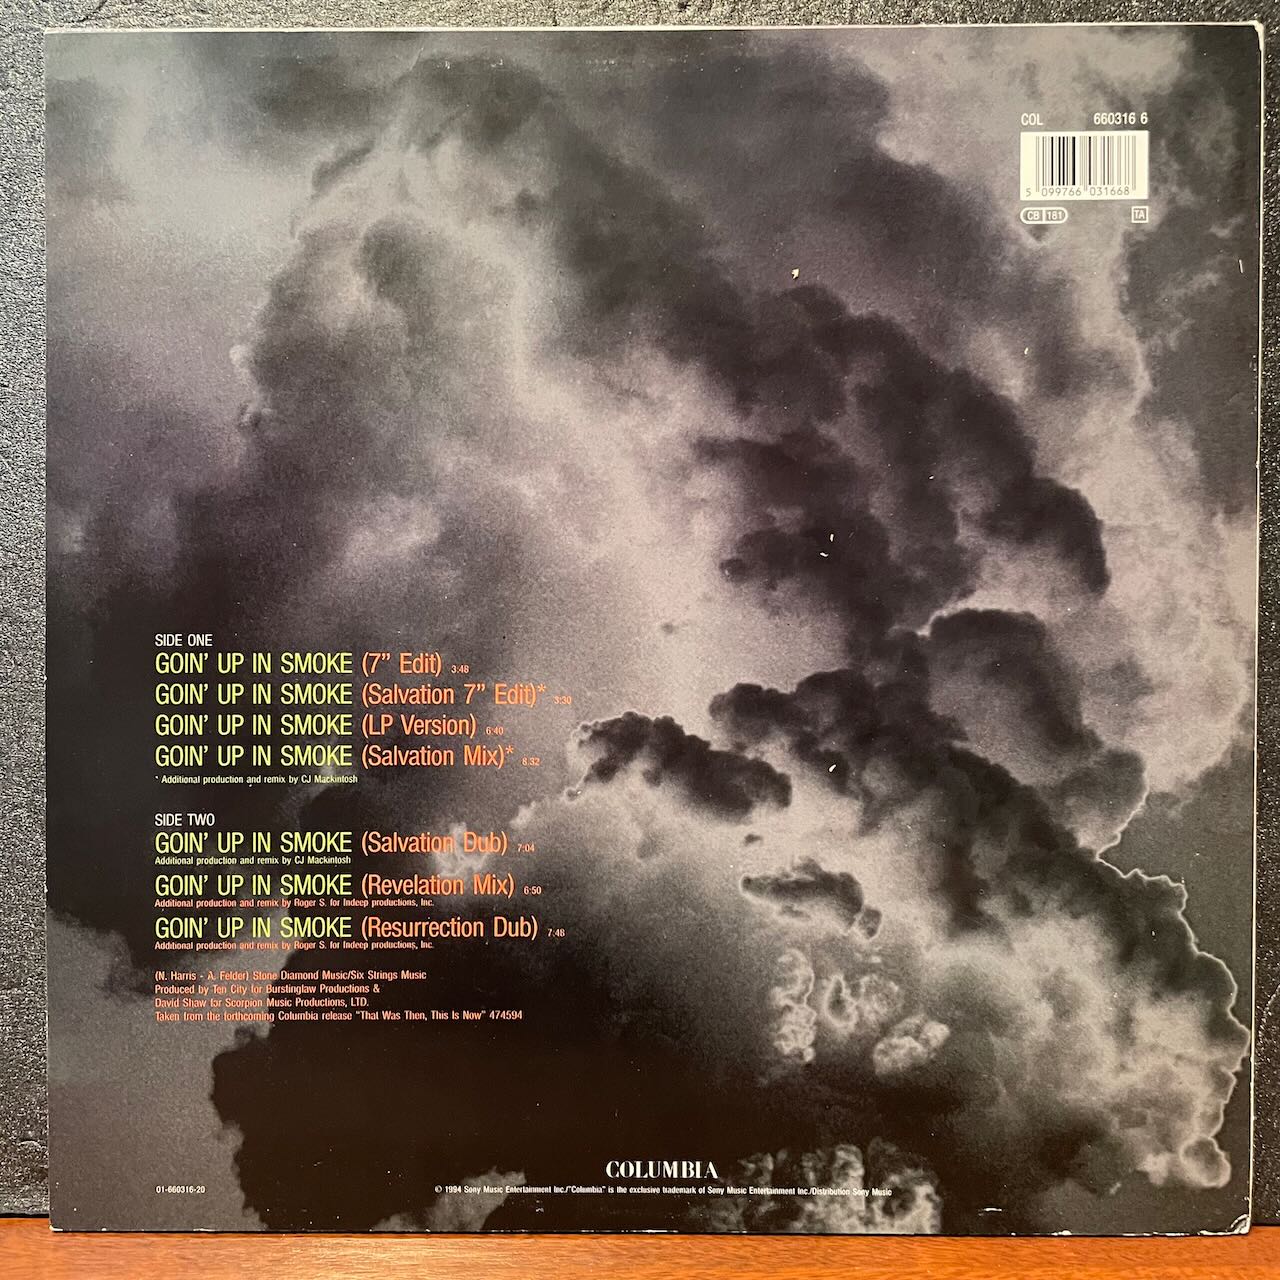 COL 660316 6
5 099766 031668
CB 181 TA
SIDE ONE
GOIN' UP IN SMOKE (7" Edit) 3:48
GOIN' UP IN SMOKE (Salvation 7" Edit)* 3:30
GOIN' UP IN SMOKE (LP Version) 6:40
GOIN' UP IN SMOKE (Salvation Mix)* 8.32
* Additional production and remix by CJ Mackintosh
SIDE TWO
GOIN' UP IN SMOKE (Salvation Dub) 7:04
Additional production and remix by CJ Mackintosh
GOIN' UP IN SMOKE (Revelation Mix) 6:50
Additional production and remix by Roger S. for Indeep productions, Inc.
GOIN' UP IN SMOKE (Resurrection Dub) 7:48
Additional production and remix by Roger S. for Indeep productions, Inc.
(N. Harris - A. Felder) Stone Diamond Music/Six Strings Music
Produced by Ten City for Burstinglaw Productions &
David Shaw for Scorpion Music Productions, LTD.
Taken from the forthcoming Columbia release "That Was Then, This Is Now" 474594
COLUMBIA
01-660316-20
© 1994 Sony Music Entertainment Inc./"Columbia" is the exclusive trademark of Sony Music Entertainment Inc./Distribution Sony Music